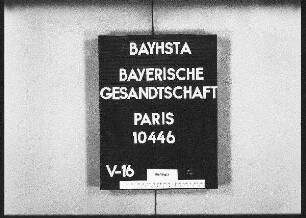 BAYHSTA
BAYERISCHE
GESANDTSCHAFT
PARIS
10446
V-16